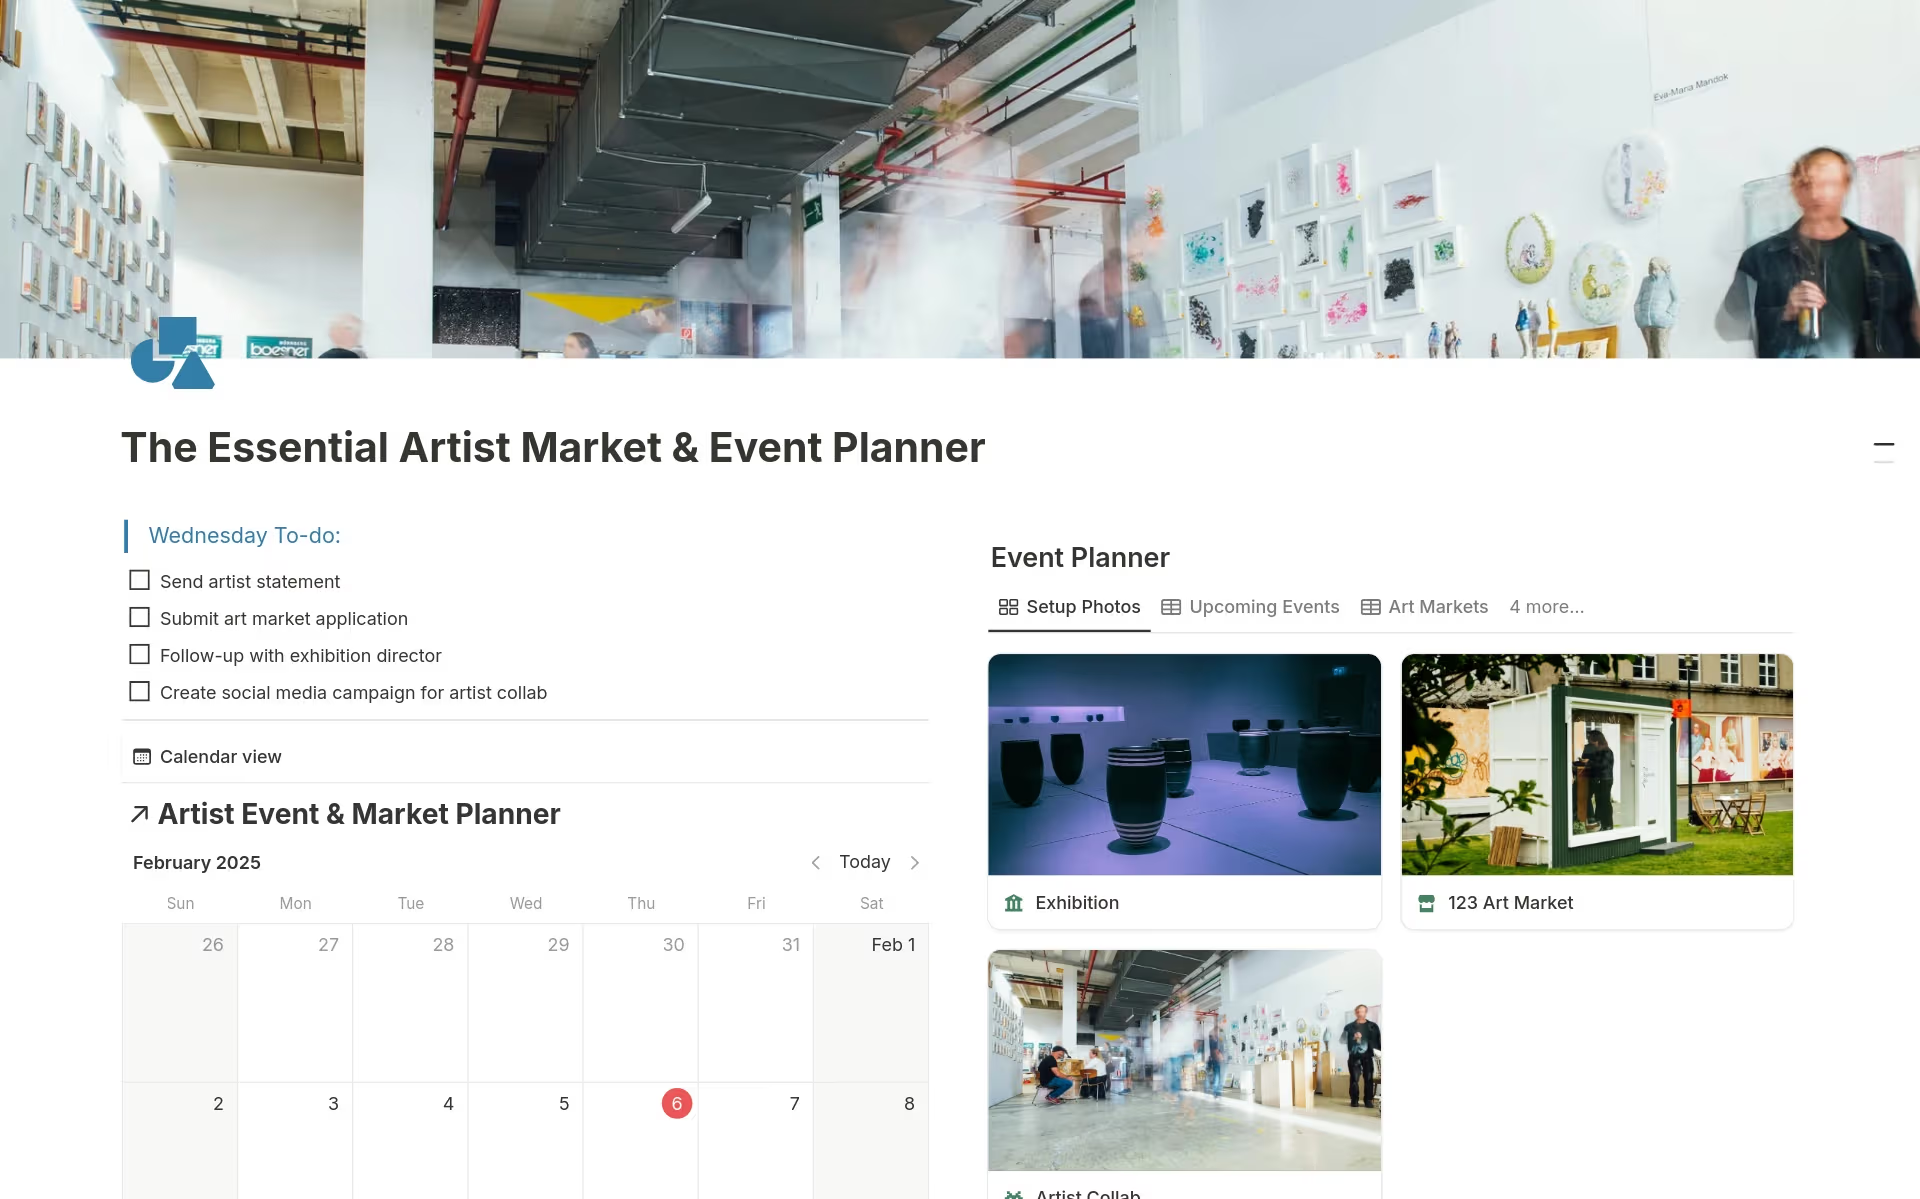 Eva-Maria Mandok
boesner
The Essential Artist Market & Event Planner
Wednesday To-do:
Send artist statement
Submit art market application
Follow-up with exhibition director
Create social media campaign for artist collab
Calendar view
Artist Event & Market Planner
February 2025
Today
Sun Mon Tue Wed Thu Fri Sat
26 27 28 29 30 31 Feb 1
2 3 4 5 6 7 8
Event Planner
Setup Photos Upcoming Events Art Markets 4 more...
Exhibition
123 Art Market
Artist Collab